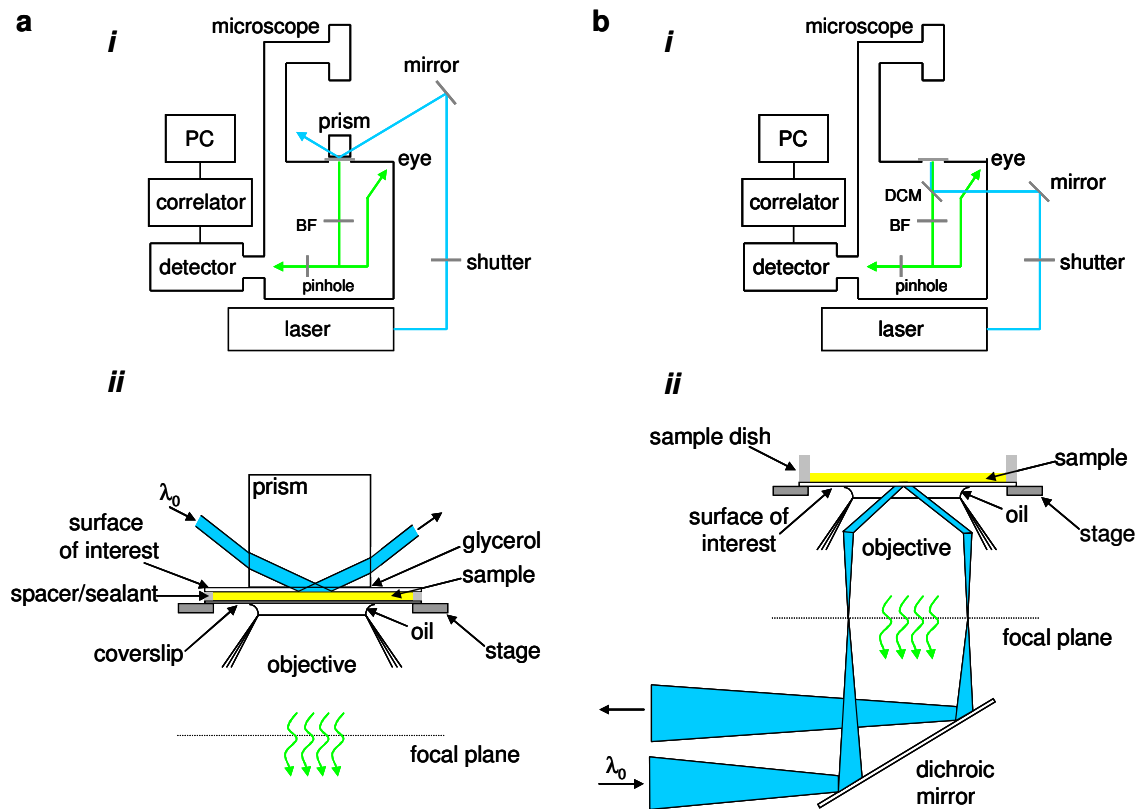 a
i
microscope
mirror
prism
PC
eye
correlator
BF
detector
shutter
pinhole
laser
ii
prism
λ0
surface
of interest
glycerol
sample
spacer/sealant
oil
coverslip
stage
objective
focal plane
b
i
microscope
PC
eye
mirror
DCM
correlator
BF
detector
shutter
pinhole
laser
ii
sample dish
sample
surface of
interest
oil
stage
objective
focal plane
λ0
dichroic
mirror